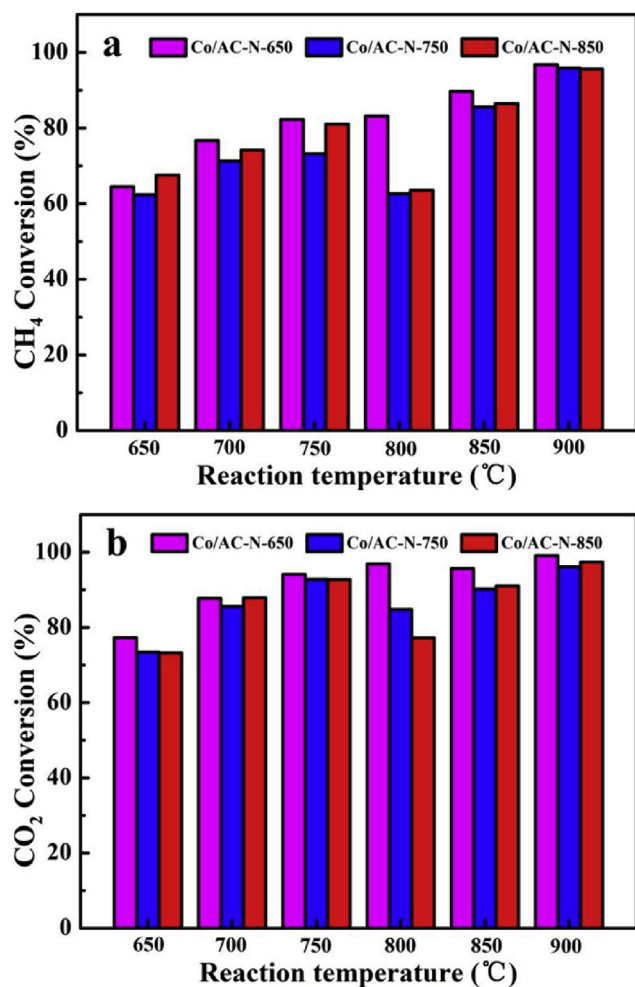 a
Co/AC-N-650 Co/AC-N-750 Co/AC-N-850
100
80
60
40
20
0
CH4 Conversion (%)
650 700 750 800 850 900
Reaction temperature (℃)
b
Co/AC-N-650 Co/AC-N-750 Co/AC-N-850
100
80
60
40
20
0
CO2 Conversion (%)
650 700 750 800 850 900
Reaction temperature (℃)